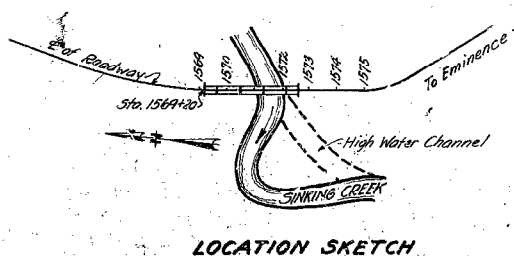 ℄ of Roadway
1569
1570
1572
1573
1574
1575
To Eminence
Sta. 1569+20
High Water Channel
SINKING CREEK
LOCATION SKETCH